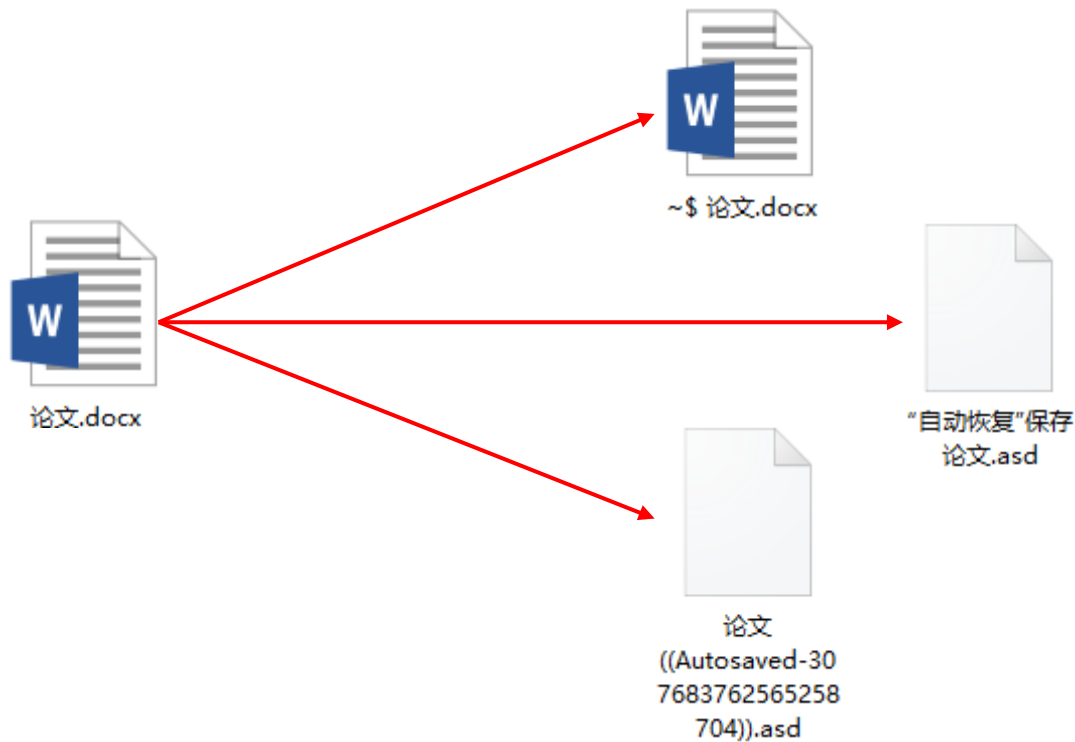 W
~$ 论文.docx
W
论文.docx
“自动恢复”保存
论文.asd
论文
((Autosaved-30
7683762565258
704)).asd